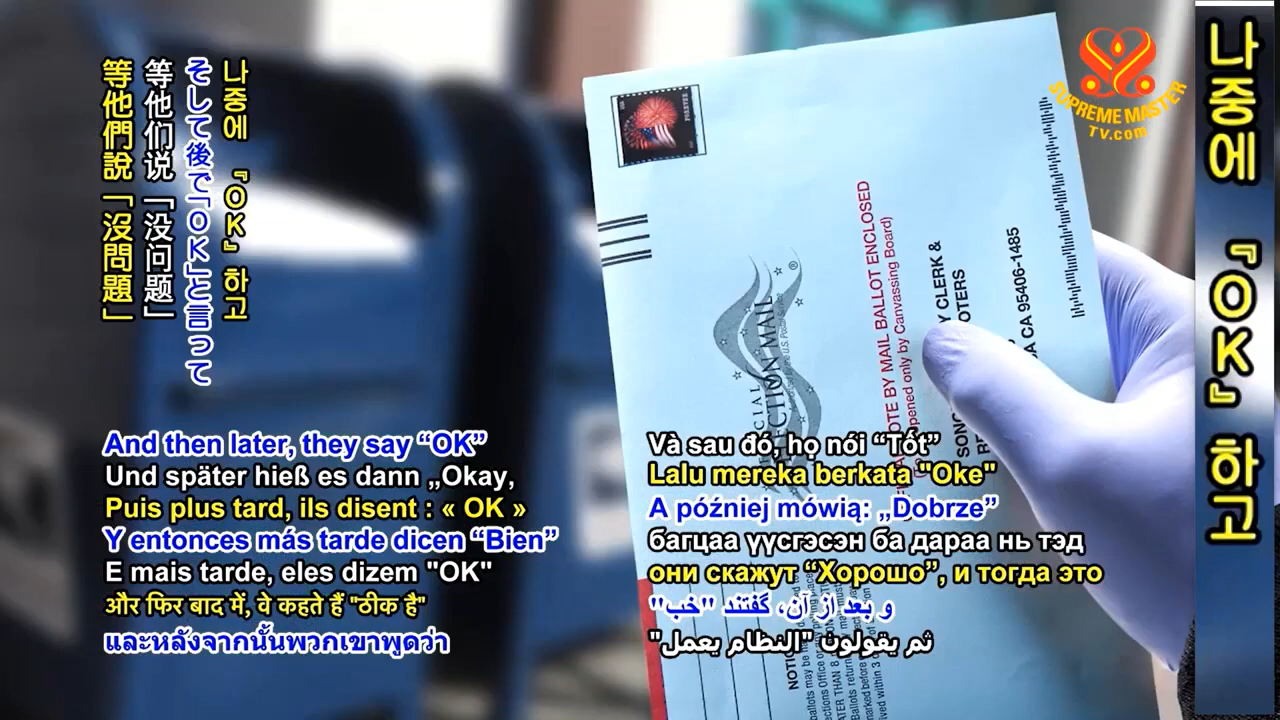 나중에 『OK』 하고
そして後で「OK」と言って
等他们说「没问题」
等他們說「沒問題」
And then later, they say “OK”
Und später hieß es dann „Okay,
Puis plus tard, ils disent : « OK »
Y entonces más tarde dicen “Bien”
E mais tarde, eles dizem "OK"
और फिर बाद में, वे कहते हैं "ठीक है"
และหลังจากนั้นพวกเขาพูดว่า
Và sau đó, họ nói “Tốt”
Lalu mereka berkata "Oke"
A później mówią: „Dobrze”
багцаа үүсгэсэн ба дараа нь тэд
они скажут “Хорошо”, и тогда это
و بعد از آن، گفتند "خب"
ثم يقولون "النظام يعمل"
SUPREME MASTER
TV.com
나중에 『OK』 하고
FOREVER
ELECTION MAIL
VOTE BY MAIL BALLOT ENCLOSED
opened only by Canvassing Board)
CLERK &
CA 95406-1485